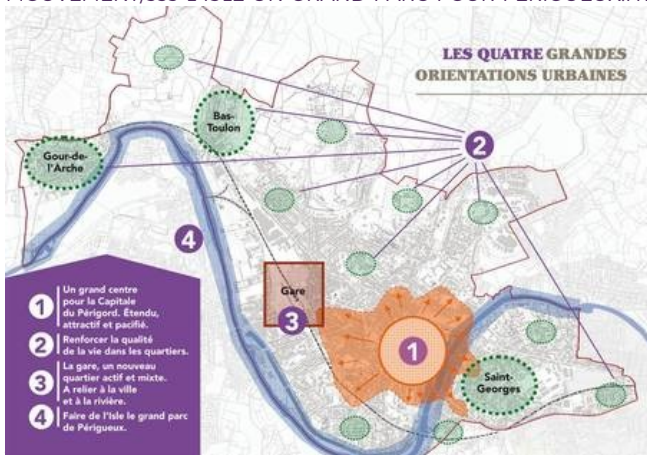 LES QUATRE GRANDES
ORIENTATIONS URBAINES
Bas-
Toulon
Gour-de-
l'Arche
2
4
Gare
3
1
Saint-
Georges
1
Un grand centre
pour la Capitale
du Périgord. Étendu,
attractif et pacifié.
2
Renforcer la qualité
de la vie dans les quartiers.
3
La gare, un nouveau
quartier actif et mixte.
A relier à la ville
et à la rivière.
4
Faire de l'Isle le grand parc
de Périgueux.